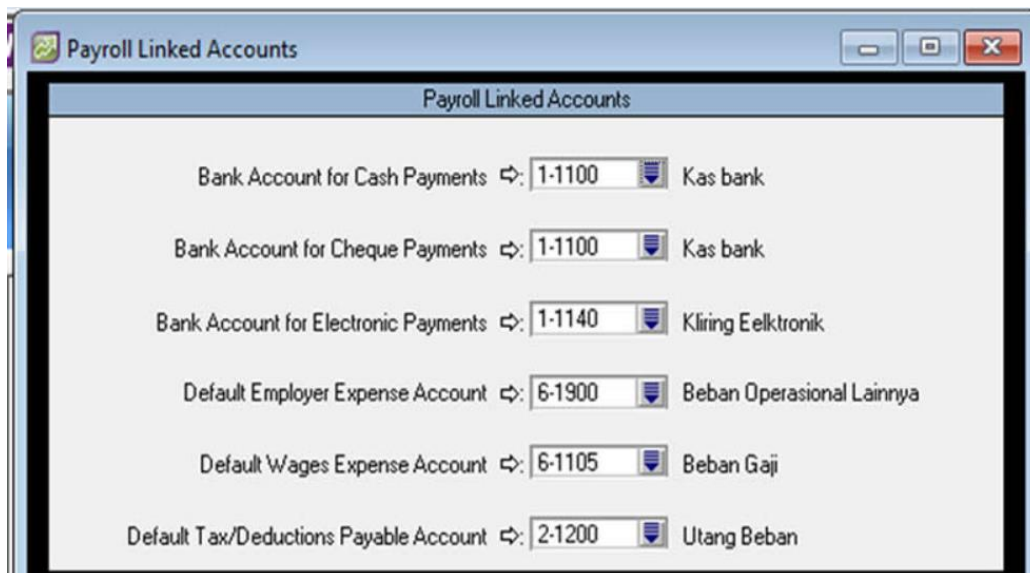 Payroll Linked Accounts
Payroll Linked Accounts
Bank Account for Cash Payments ⇨: 1-1100 Kas bank
Bank Account for Cheque Payments ⇨: 1-1100 Kas bank
Bank Account for Electronic Payments ⇨: 1-1140 Kliring Eelktronik
Default Employer Expense Account ⇨: 6-1900 Beban Operasional Lainnya
Default Wages Expense Account ⇨: 6-1105 Beban Gaji
Default Tax/Deductions Payable Account ⇨: 2-1200 Utang Beban